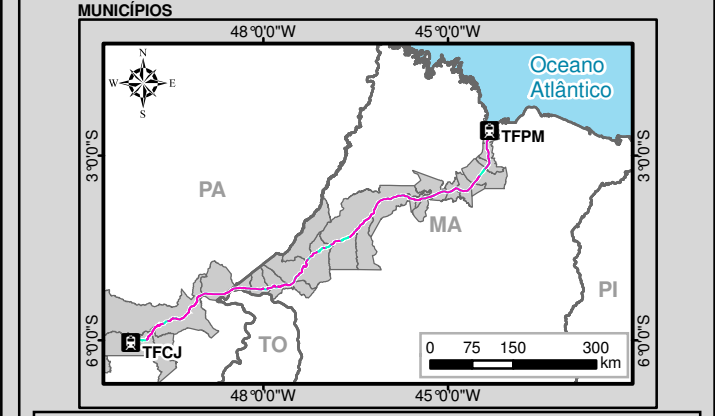 MUNICÍPIOS
48°0'0"W
45°0'0"W
N
W
E
S
Oceano
Atlântico
TFPM
3°0'0"S
3°0'0"S
PA
MA
PI
TO
TFCJ
6°0'0"S
6°0'0"S
0 75 150 300
km
48°0'0"W
45°0'0"W